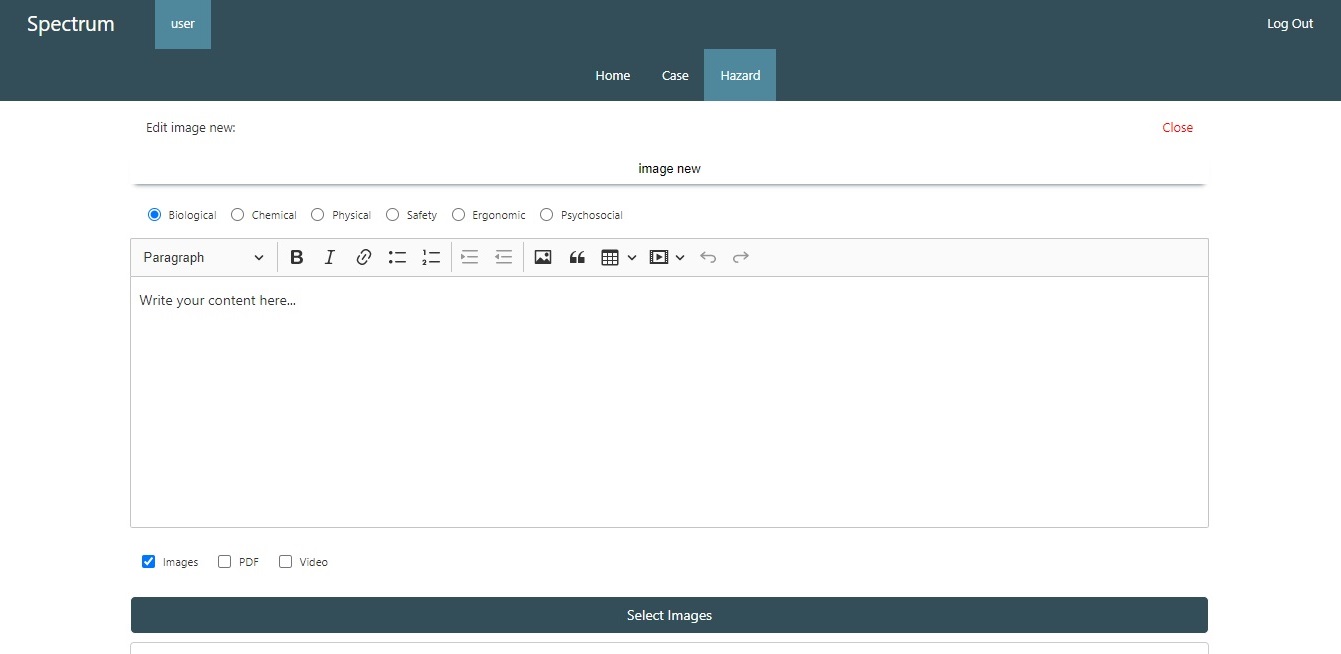 Spectrum user Log Out
Home Case Hazard
Edit image new: Close
image new
Biological Chemical Physical Safety Ergonomic Psychosocial
Paragraph B I
Write your content here...
Images PDF Video
Select Images